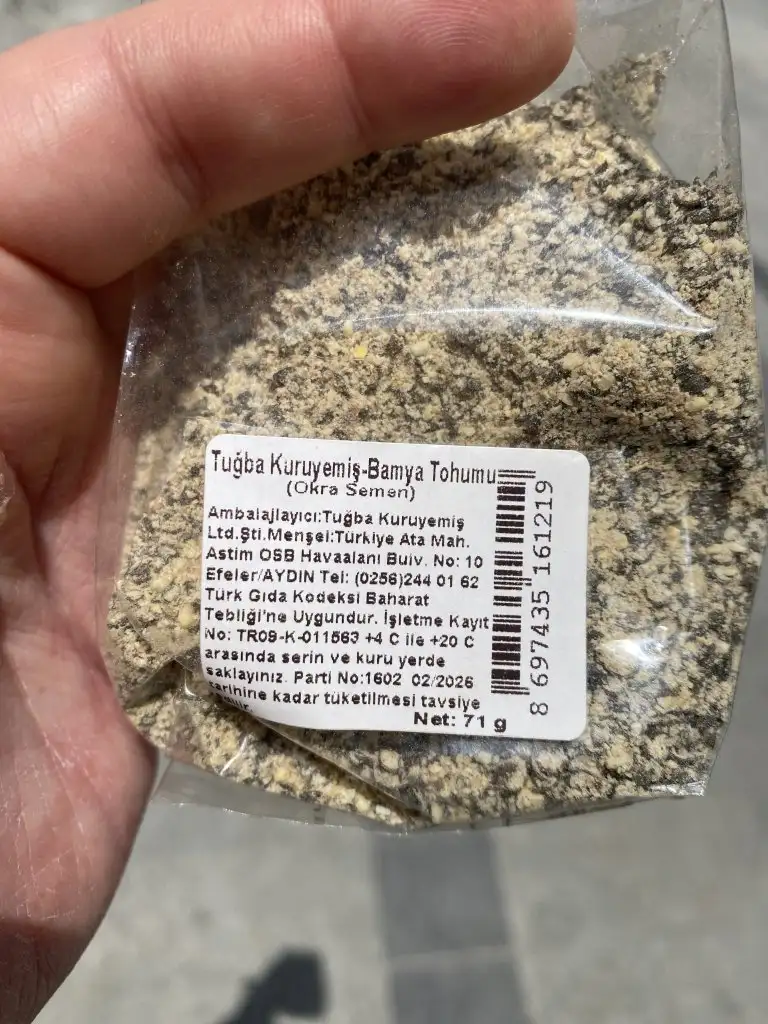 Tuğba Kuruyemiş-Bamya Tohumu
(Okra Semen)
Ambalajlayıcı:Tuğba Kuruyemiş
Ltd.Şti.Menşei:Türkiye Ata Mah.
Astim OSB Havaalanı Bulv. No: 10
Efeler/AYDIN Tel: (0256)244 01 62
Türk Gıda Kodeksi Baharat
Tebliği'ne Uygundur. İşletme Kayıt
No: TR09-K-011563 +4 C ile +20 C
arasında serin ve kuru yerde
saklayınız. Parti No:1602 02/2026
tarihine kadar tüketilmesi tavsiye
Net: 71 g
8 697435 161219